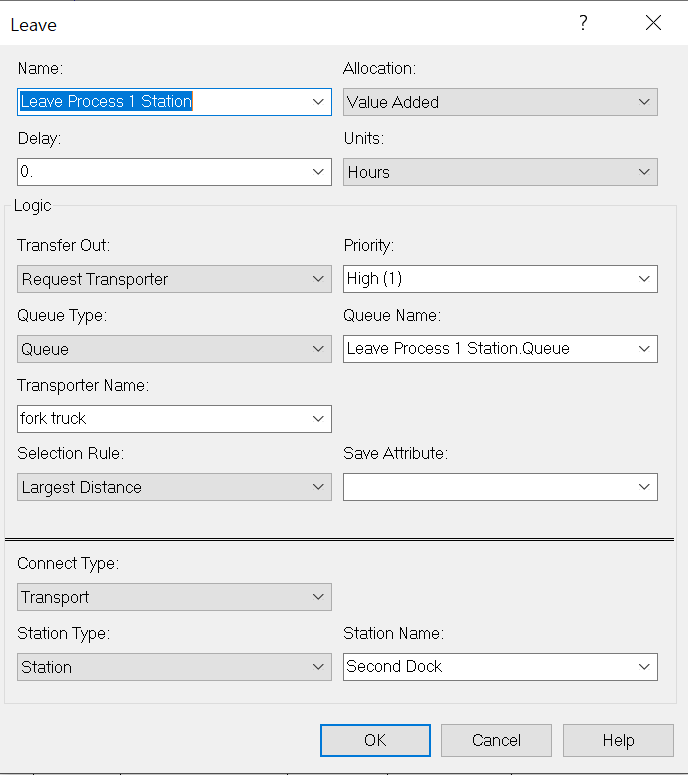 Leave ?
Name: Allocation:
Leave Process 1 Station Value Added
Delay: Units:
0. Hours
Logic
Transfer Out: Priority:
Request Transporter High (1)
Queue Type: Queue Name:
Queue Leave Process 1 Station.Queue
Transporter Name:
fork truck
Selection Rule: Save Attribute:
Largest Distance
Connect Type:
Transport
Station Type: Station Name:
Station Second Dock
OK Cancel Help